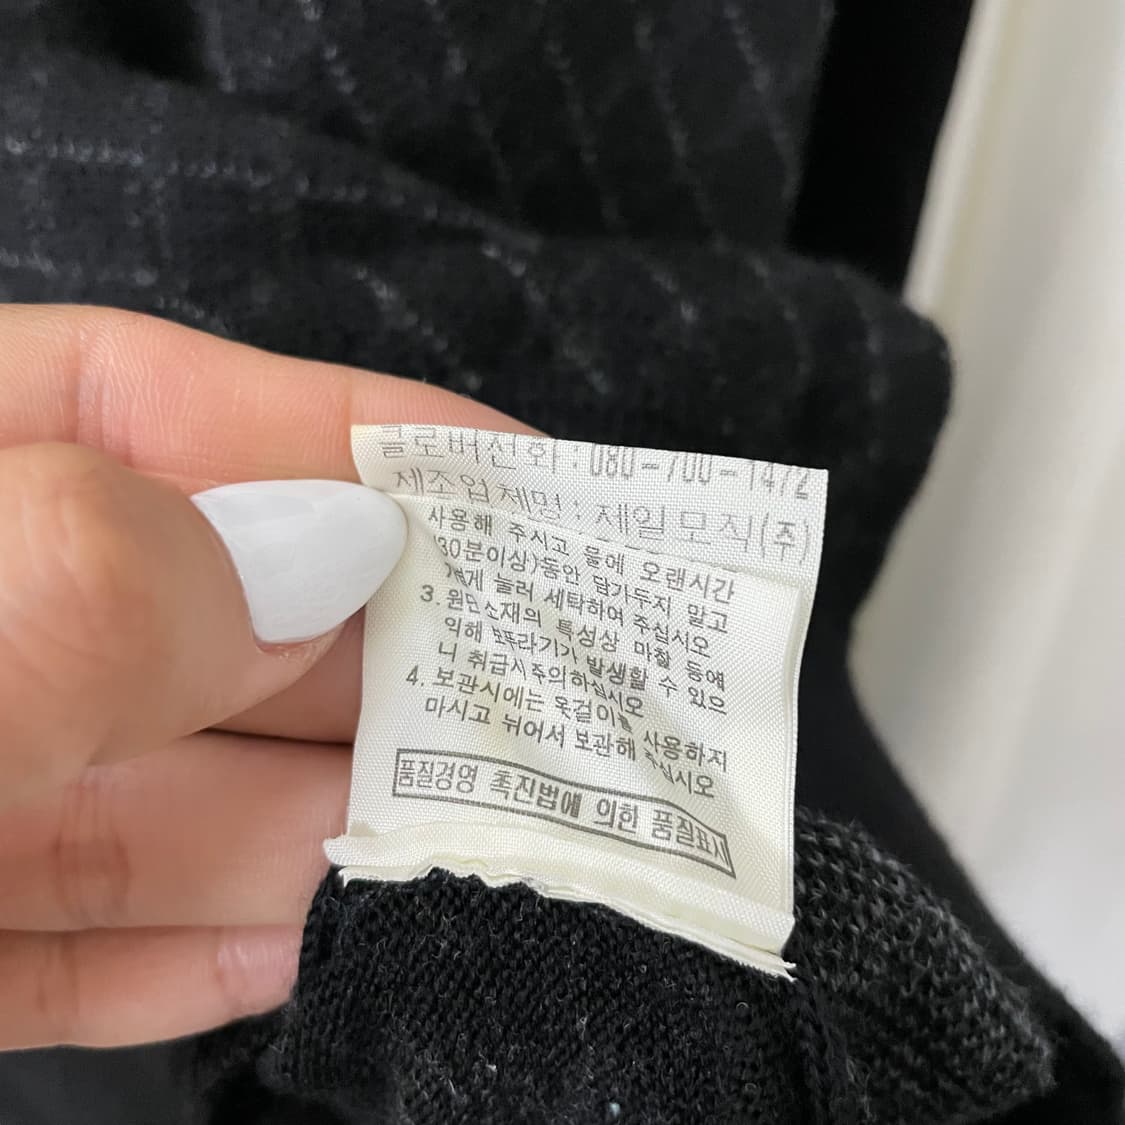 클로버전화 : 080-700-1472
제조업체명 : 제일모직(주)
사용해 주시고 물에 오랜시간
(30분이상)동안 담가두지 말고
가볍게 눌러 세탁하여 주십시오
3. 원단소재의 특성상 마찰 등에
의해 보푸라기가 발생할 수 있으
니 취급시주의하십시오
4. 보관시에는 옷걸이를 사용하지
마시고 뉘어서 보관해 주십시오
품질경영 촉진법에 의한 품질표시